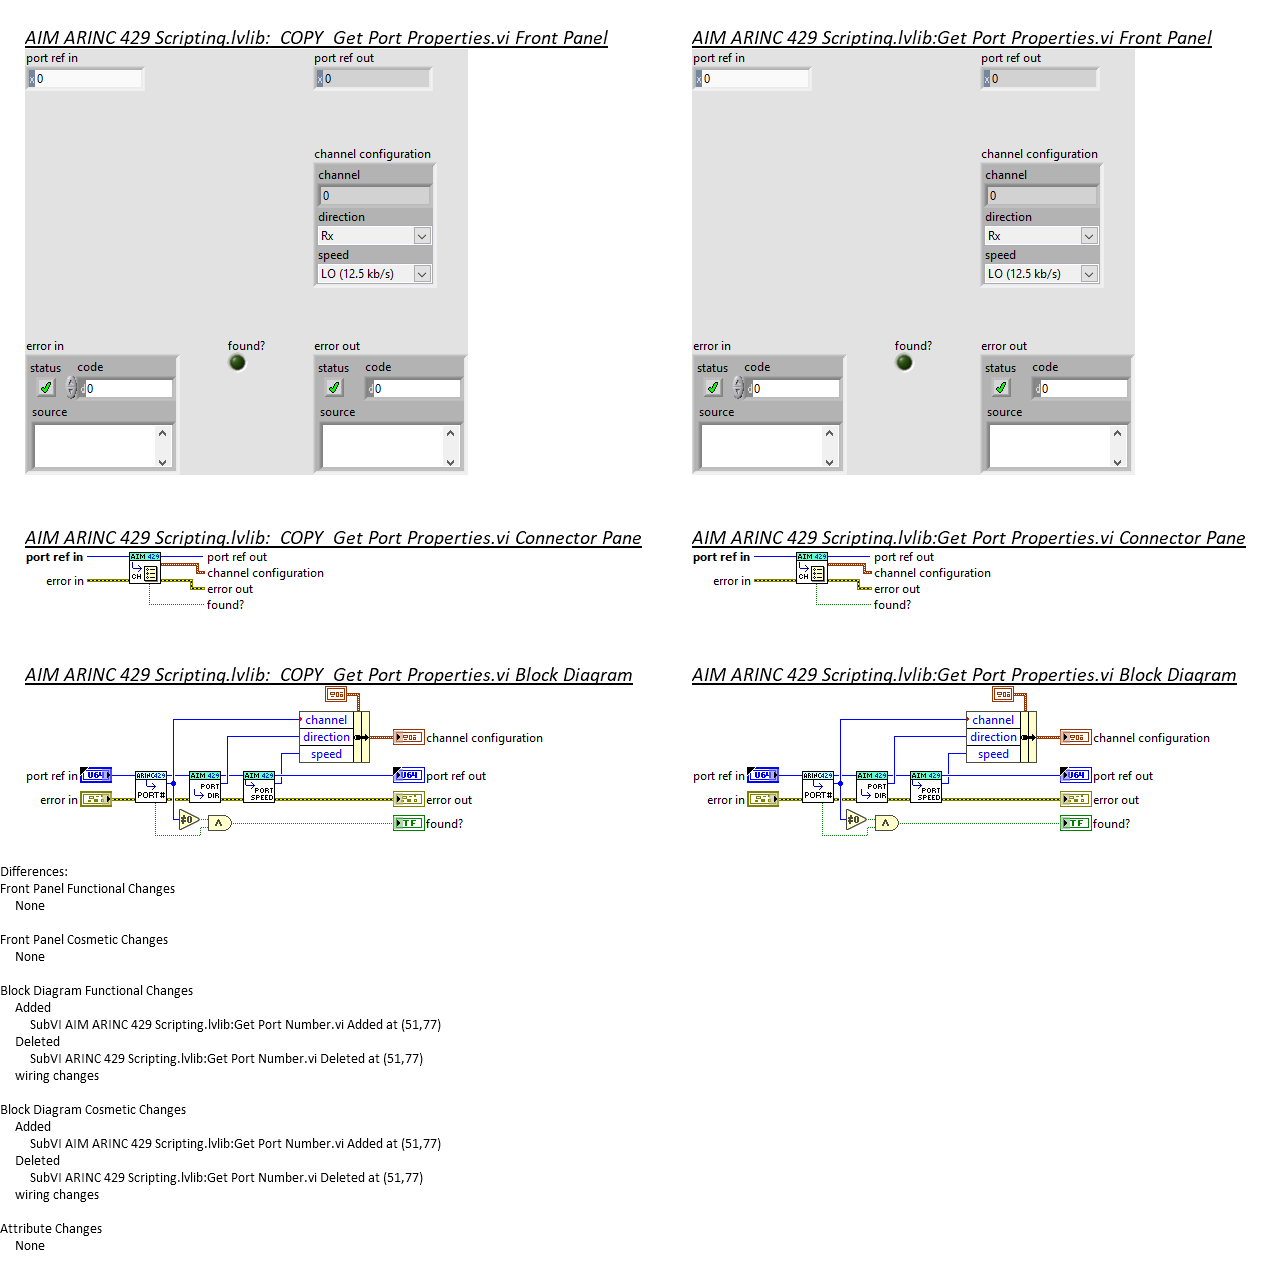 AIM ARINC 429 Scripting.lvlib:_COPY_Get Port Properties.vi Front Panel
port ref in
port ref out
x 0
x 0
channel configuration
channel
0
direction
Rx
speed
LO (12.5 kb/s)
error in
found?
error out
status
code
status
code
d 0
d 0
source
source
AIM ARINC 429 Scripting.lvlib:Get Port Properties.vi Front Panel
port ref in
port ref out
x 0
x 0
channel configuration
channel
0
direction
Rx
speed
LO (12.5 kb/s)
error in
found?
error out
status
code
status
code
d 0
d 0
source
source
AIM ARINC 429 Scripting.lvlib:_COPY_Get Port Properties.vi Connector Pane
port ref in
AIM 429
CH
port ref out
channel configuration
error in
error out
found?
AIM ARINC 429 Scripting.lvlib:Get Port Properties.vi Connector Pane
port ref in
AIM 429
CH
port ref out
channel configuration
error in
error out
found?
AIM ARINC 429 Scripting.lvlib:_COPY_Get Port Properties.vi Block Diagram
channel
direction
speed
channel configuration
port ref in
U64
ARINC429
PORT#
AIM 429
PORT
DIR
AIM 429
PORT
SPEED
U64
port ref out
error in
error out
≠0
∧
TF
found?
AIM ARINC 429 Scripting.lvlib:Get Port Properties.vi Block Diagram
channel
direction
speed
channel configuration
port ref in
U64
ARINC429
PORT#
AIM 429
PORT
DIR
AIM 429
PORT
SPEED
U64
port ref out
error in
error out
≠0
∧
TF
found?
Differences:
Front Panel Functional Changes
None
Front Panel Cosmetic Changes
None
Block Diagram Functional Changes
Added
SubVI AIM ARINC 429 Scripting.lvlib:Get Port Number.vi Added at (51,77)
Deleted
SubVI ARINC 429 Scripting.lvlib:Get Port Number.vi Deleted at (51,77)
wiring changes
Block Diagram Cosmetic Changes
Added
SubVI AIM ARINC 429 Scripting.lvlib:Get Port Number.vi Added at (51,77)
Deleted
SubVI ARINC 429 Scripting.lvlib:Get Port Number.vi Deleted at (51,77)
wiring changes
Attribute Changes
None